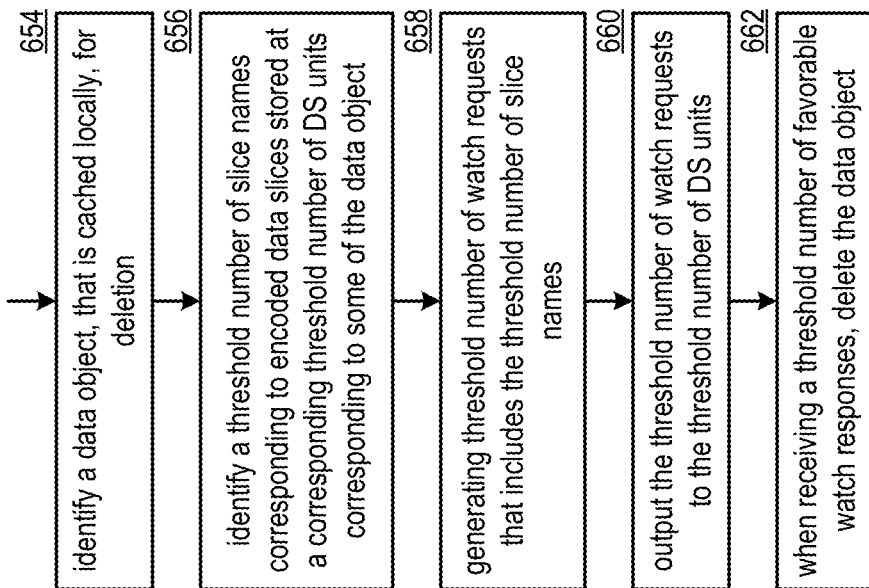 654
identify a data object, that is cached locally, for
deletion
656
identify a threshold number of slice names
corresponding to encoded data slices stored at
a corresponding threshold number of DS units
corresponding to some of the data object
658
generating threshold number of watch requests
that includes the threshold number of slice
names
660
output the threshold number of watch requests
to the threshold number of DS units
662
when receiving a threshold number of favorable
watch responses, delete the data object